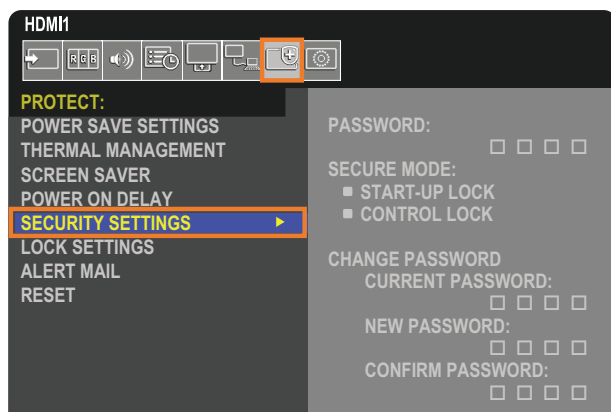 HDMI1
RGB
PROTECT:
POWER SAVE SETTINGS
THERMAL MANAGEMENT
SCREEN SAVER
POWER ON DELAY
SECURITY SETTINGS
LOCK SETTINGS
ALERT MAIL
RESET
PASSWORD:
SECURE MODE:
START-UP LOCK
CONTROL LOCK
CHANGE PASSWORD
CURRENT PASSWORD:
NEW PASSWORD:
CONFIRM PASSWORD: